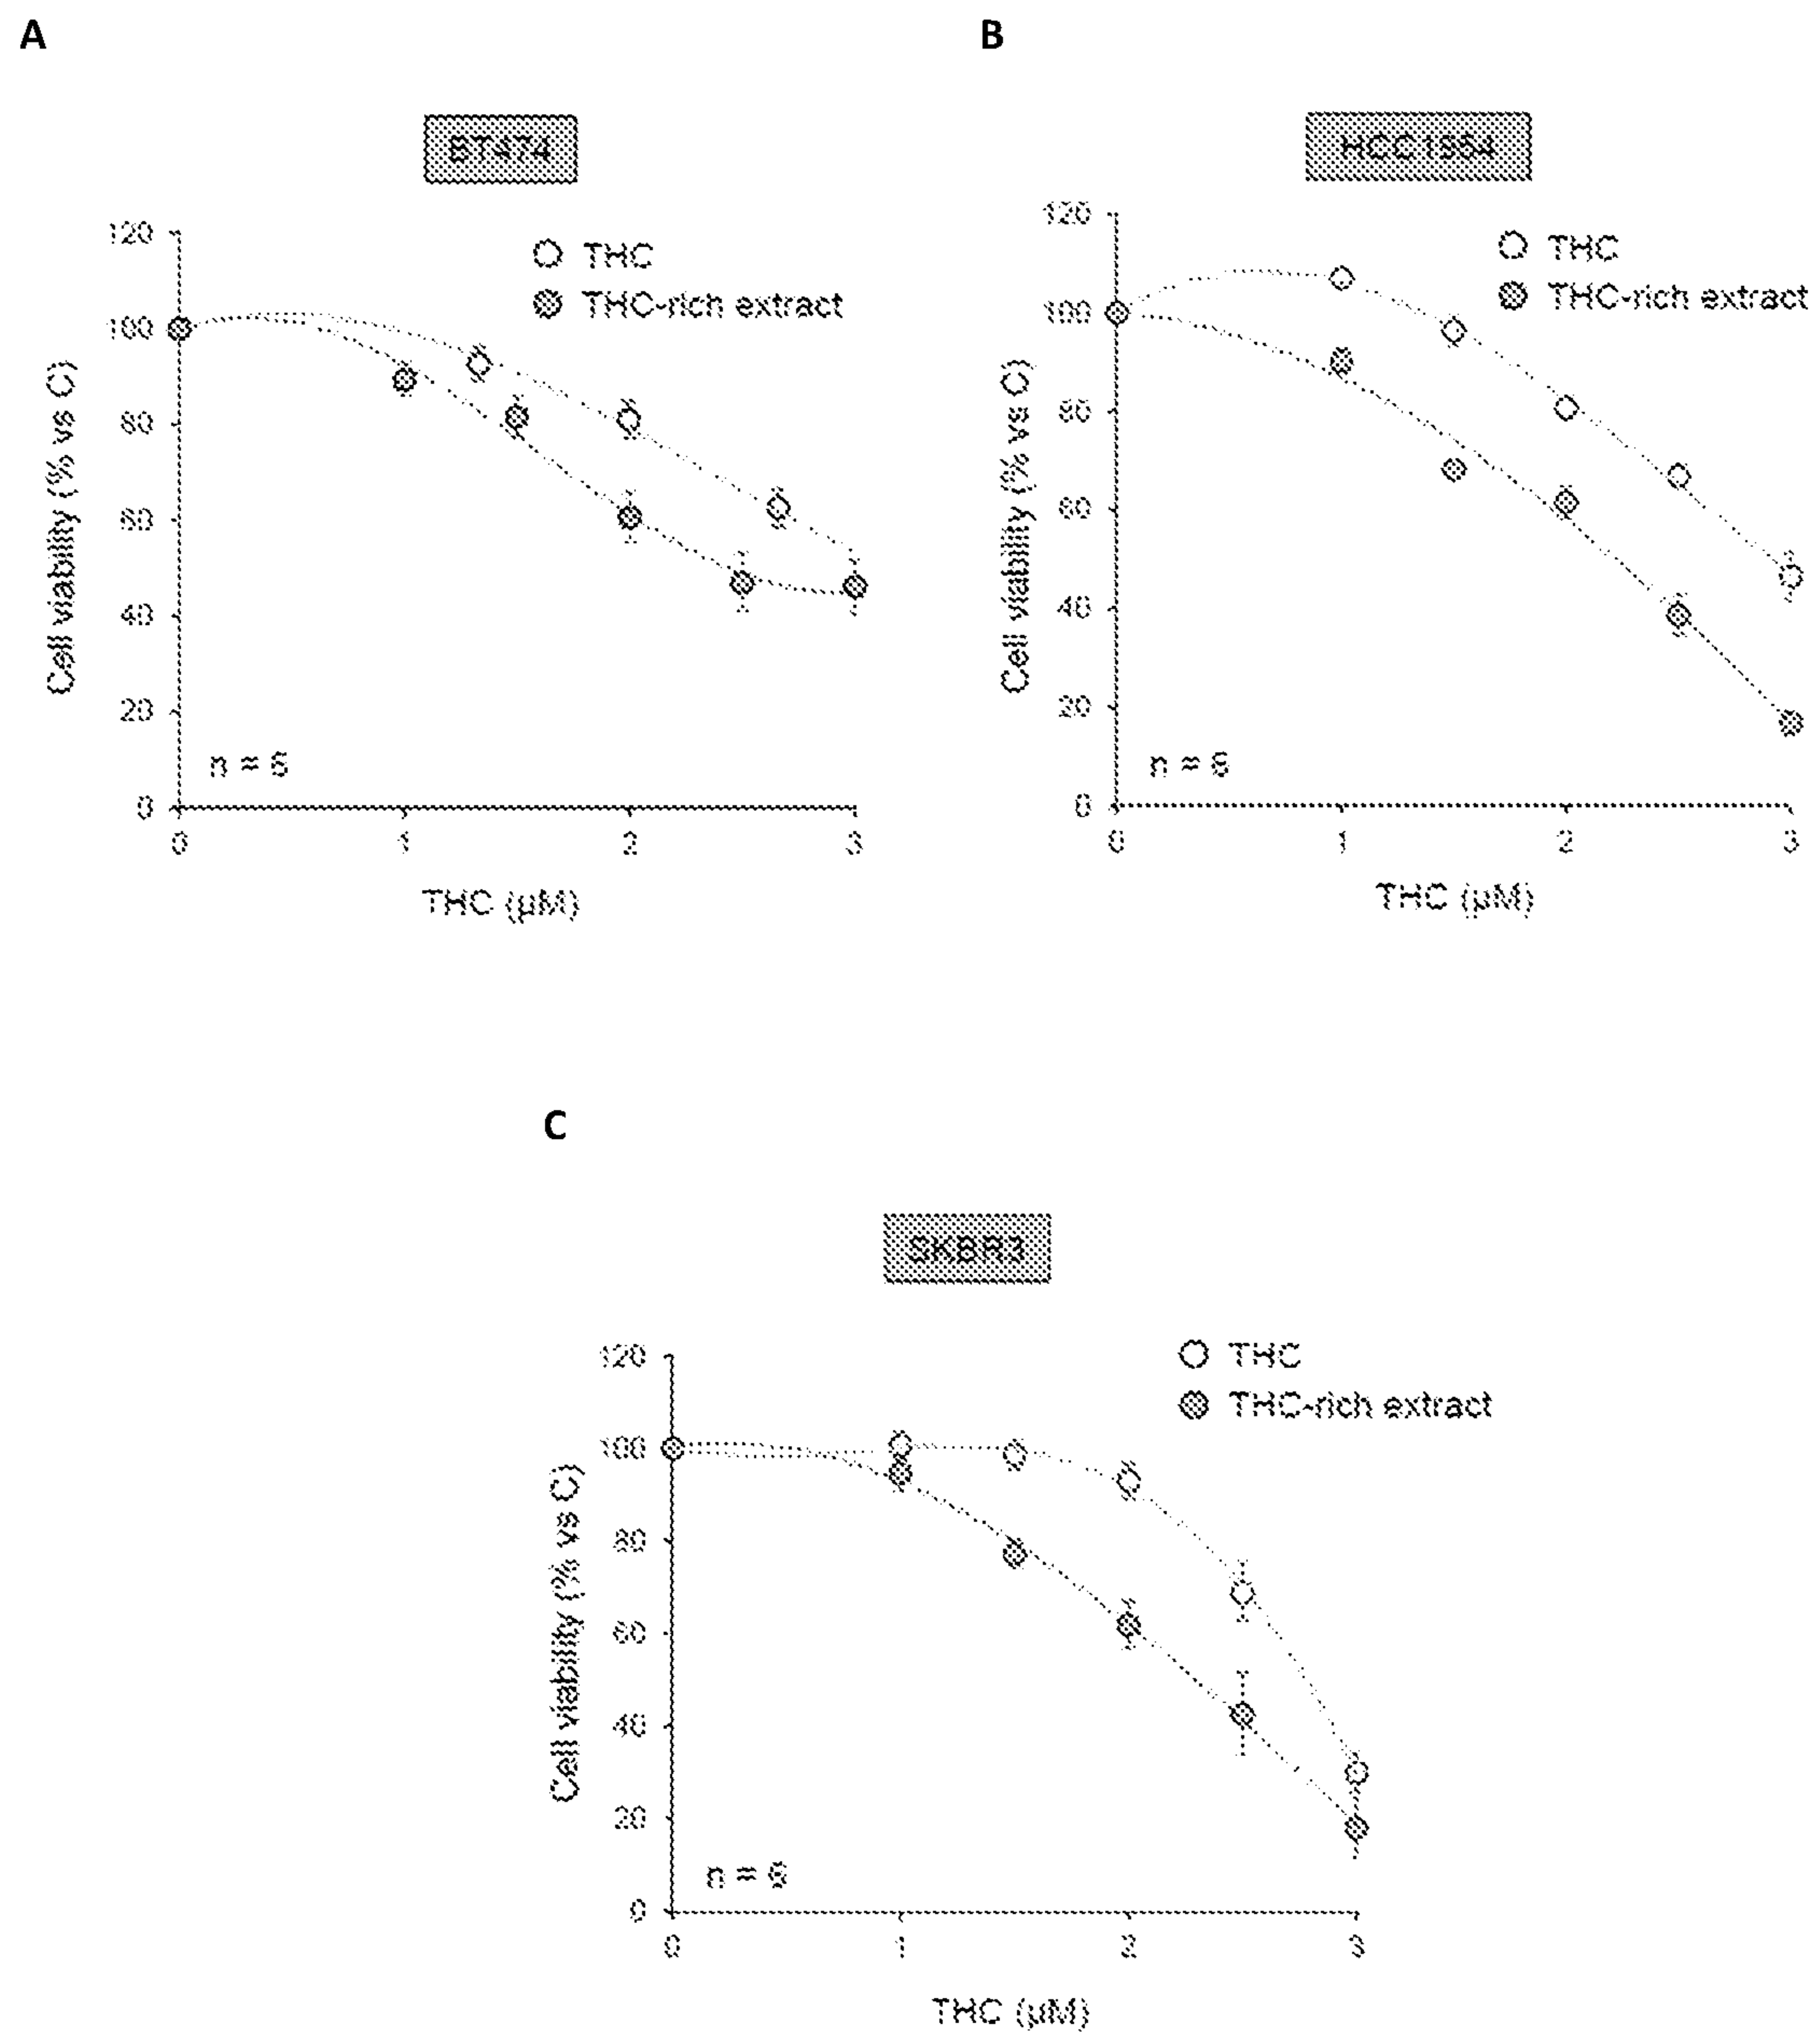 A
BT474
120
100
80
60
40
20
0
THC
THC-rich extract
Cell viability (% vs C)
n = 6
0 1 2 3
THC (µM)
B
HCC1954
120
100
80
60
40
20
0
THC
THC-rich extract
Cell viability (% vs C)
n = 6
0 1 2 3
THC (µM)
C
SKBR3
120
100
80
60
40
20
0
THC
THC-rich extract
Cell viability (% vs C)
n = 6
0 1 2 3
THC (µM)